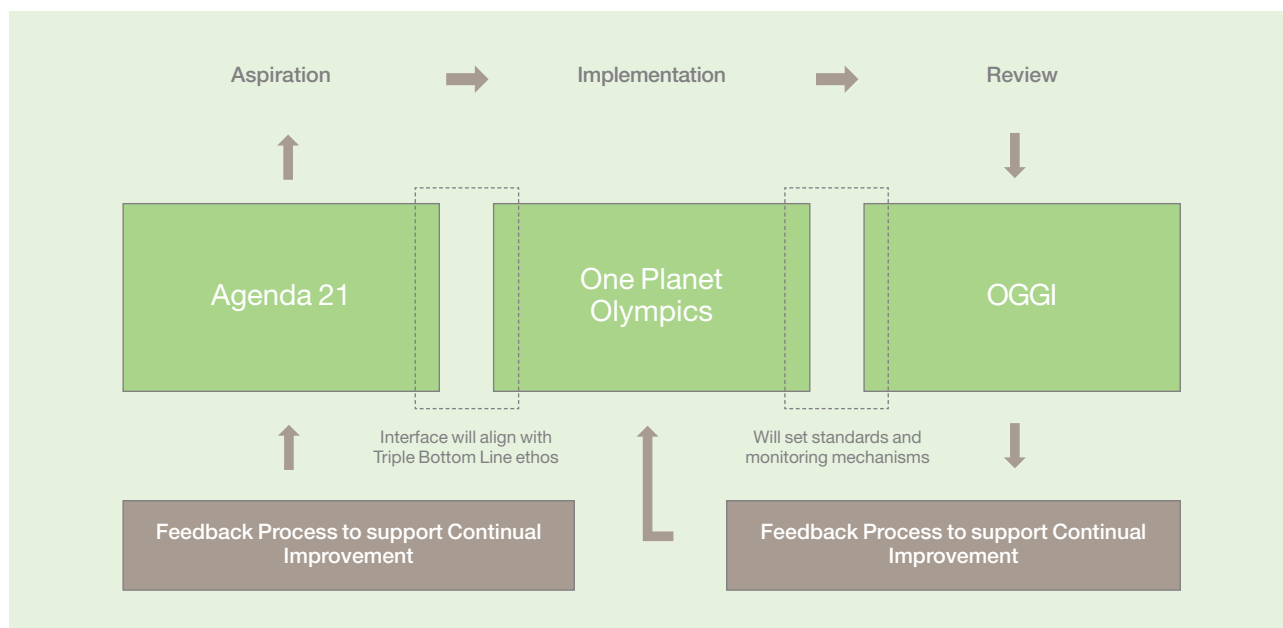 Aspiration
Implementation
Review
Agenda 21
One Planet
Olympics
OGGI
Interface will align with
Triple Bottom Line ethos
Will set standards and
monitoring mechanisms
Feedback Process to support Continual
Improvement
Feedback Process to support Continual
Improvement